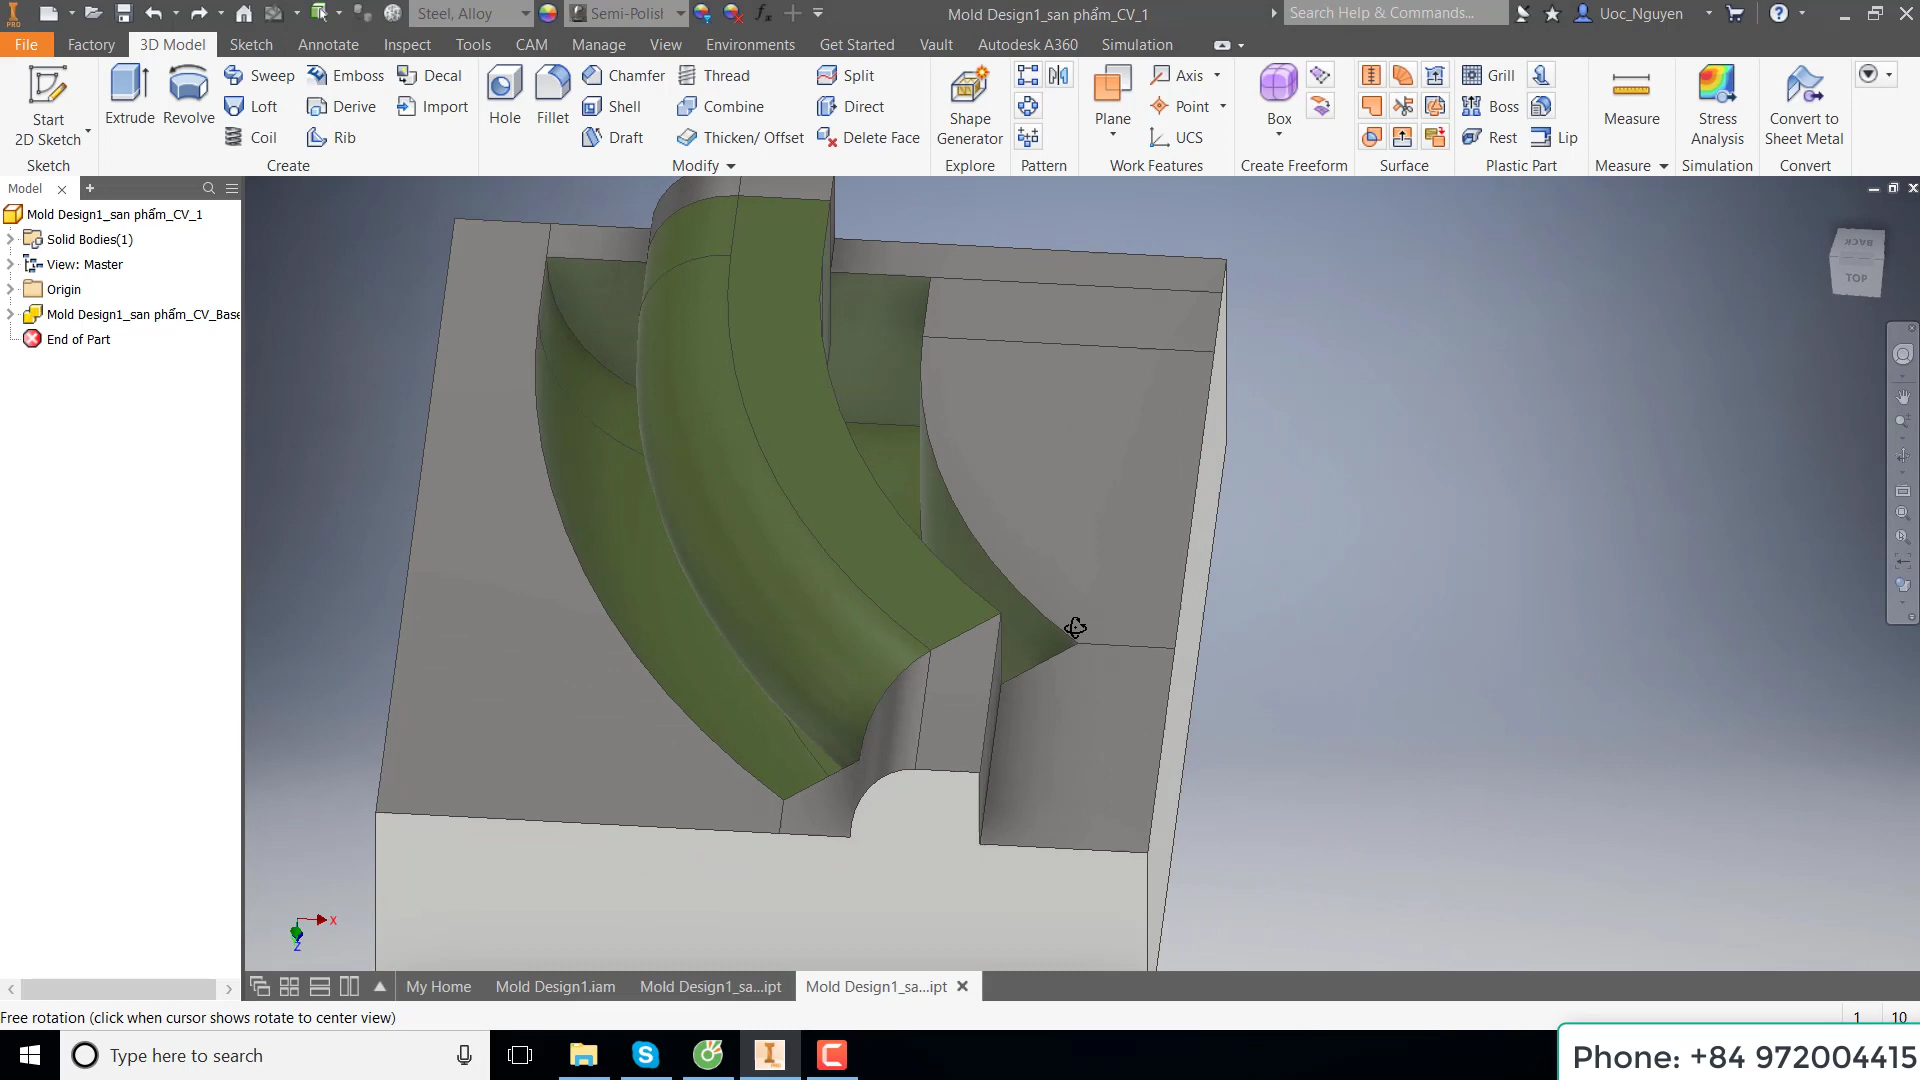 PRO
Steel, Alloy
Semi-Polish
Mold Design1_san phẩm_CV_1
Search Help & Commands...
Uoc_Nguyen
File
Factory
3D Model
Sketch
Annotate
Inspect
Tools
CAM
Manage
View
Environments
Get Started
Vault
Autodesk A360
Simulation
Start
2D Sketch
Sketch
Extrude
Revolve
Sweep
Emboss
Decal
Loft
Derive
Import
Coil
Rib
Create
Hole
Fillet
Chamfer
Thread
Split
Shell
Combine
Direct
Draft
Thicken/ Offset
Delete Face
Modify
Shape
Generator
Explore
Pattern
Plane
Axis
Point
UCS
Work Features
Box
Create Freeform
Surface
Grill
Boss
Rest
Lip
Plastic Part
Measure
Measure
Stress
Analysis
Simulation
Convert to
Sheet Metal
Convert
Model
Mold Design1_san phẩm_CV_1
Solid Bodies(1)
View: Master
Origin
Mold Design1_san phẩm_CV_Base
End of Part
BACK
TOP
X
Z
My Home
Mold Design1.iam
Mold Design1_sa...ipt
Mold Design1_sa...ipt
Free rotation (click when cursor shows rotate to center view)
1
10
Type here to search
Phone: +84 972004415